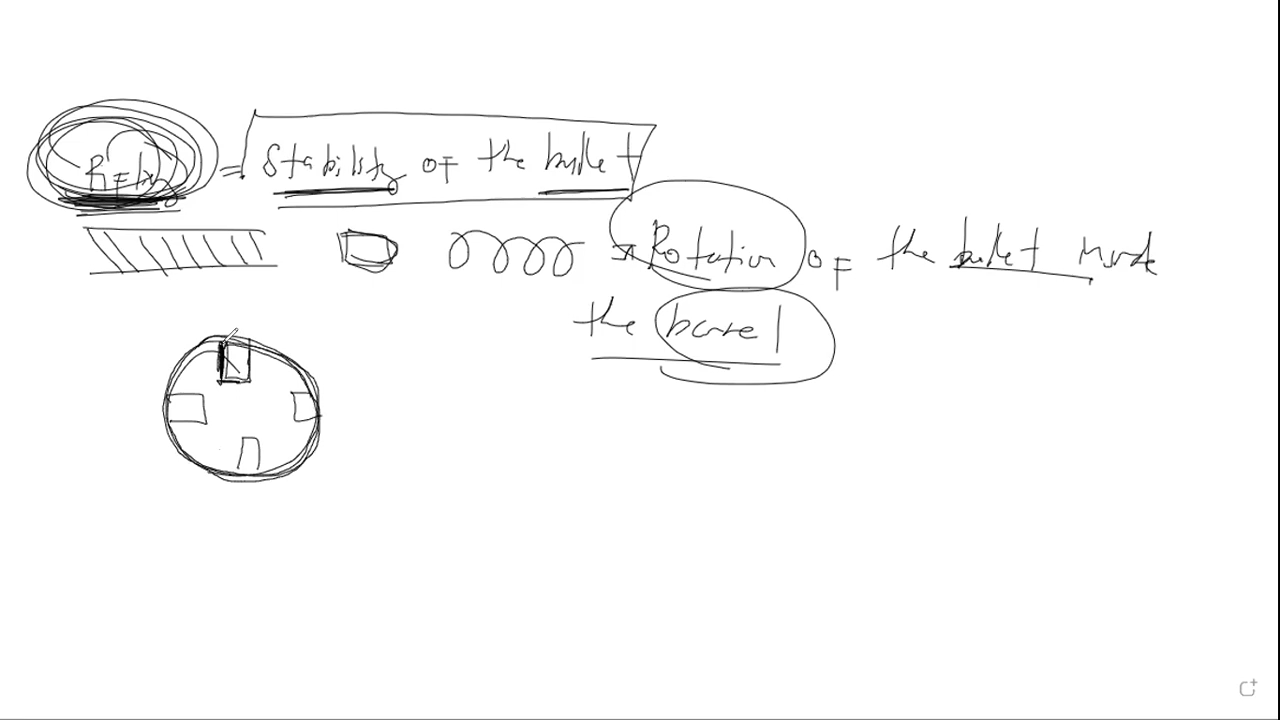 Rifling = Stability of the bullet
Rotation of the bullet inside
the barrel